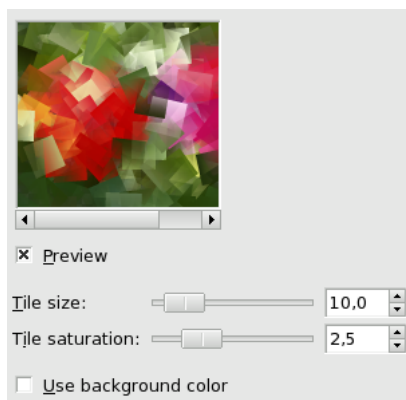 Preview
Tile size: 10,0
Tile saturation: 2,5
Use background color